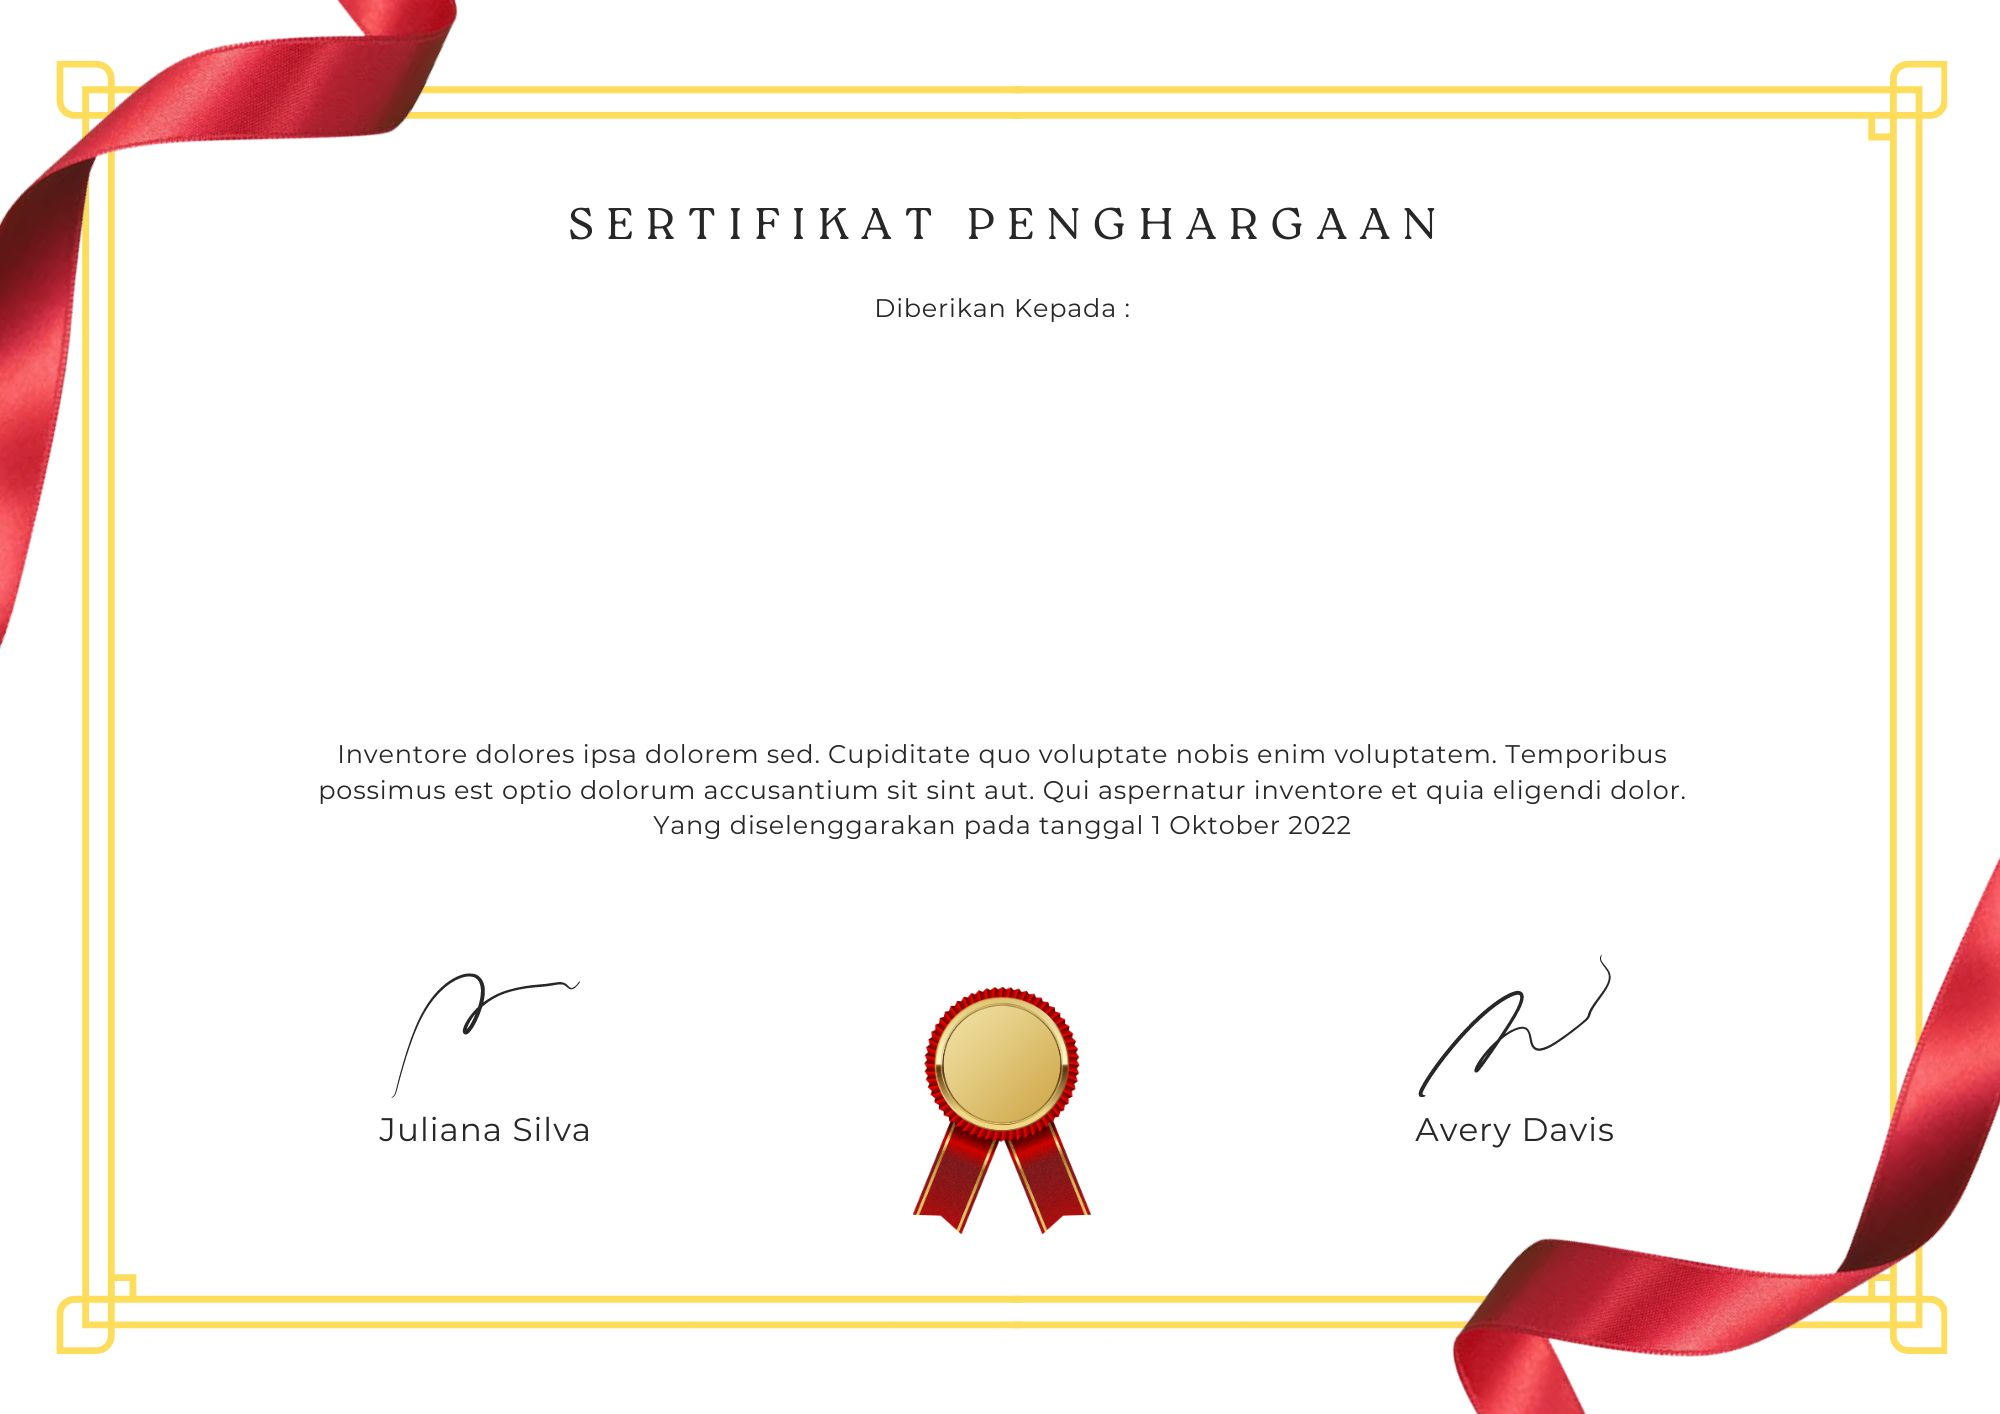 SERTIFIKAT PENGHARGAAN
Diberikan Kepada :
Inventore dolores ipsa dolorem sed. Cupiditate quo voluptate nobis enim voluptatem. Temporibus
possimus est optio dolorum accusantium sit sint aut. Qui aspernatur inventore et quia eligendi dolor.
Yang diselenggarakan pada tanggal 1 Oktober 2022
Juliana Silva
Avery Davis